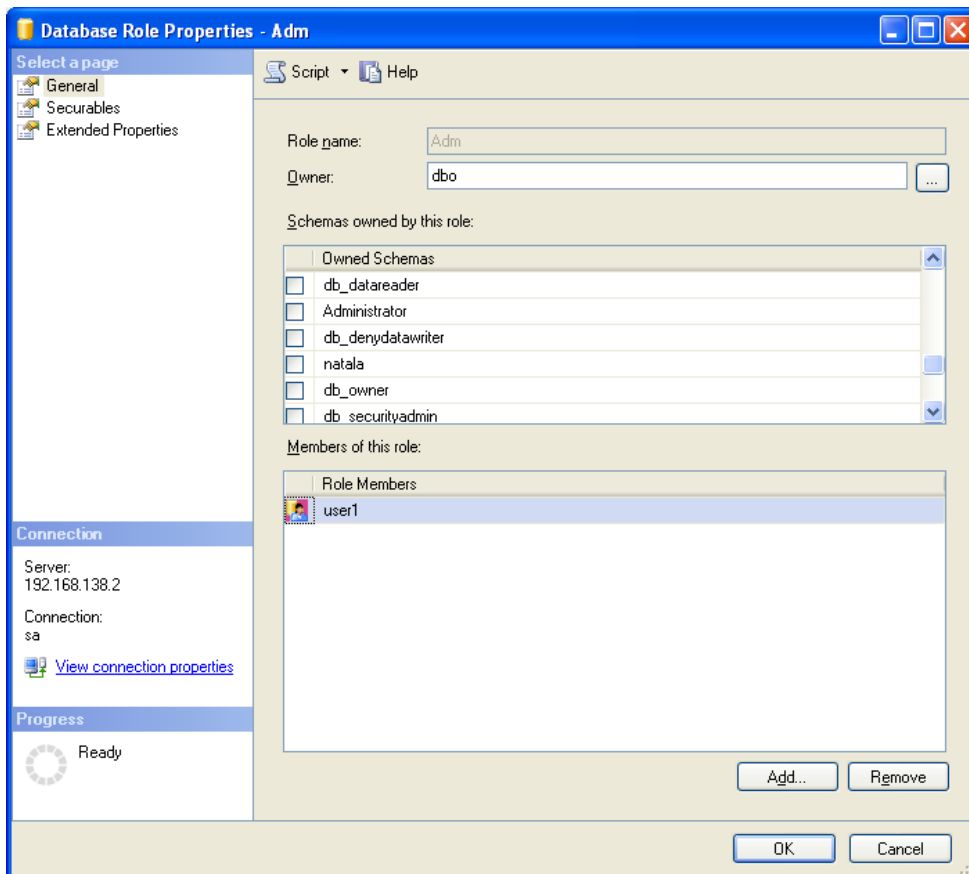 Database Role Properties - Adm
Select a page
General
Securables
Extended Properties
Script
Help
Role name:
Adm
Owner:
dbo
...
Schemas owned by this role:
Owned Schemas
db_datareader
Administrator
db_denydatawriter
natala
db_owner
db_securityadmin
Members of this role:
Role Members
user1
Connection
Server:
192.168.138.2
Connection:
sa
View connection properties
Progress
Ready
Add...
Remove
OK
Cancel